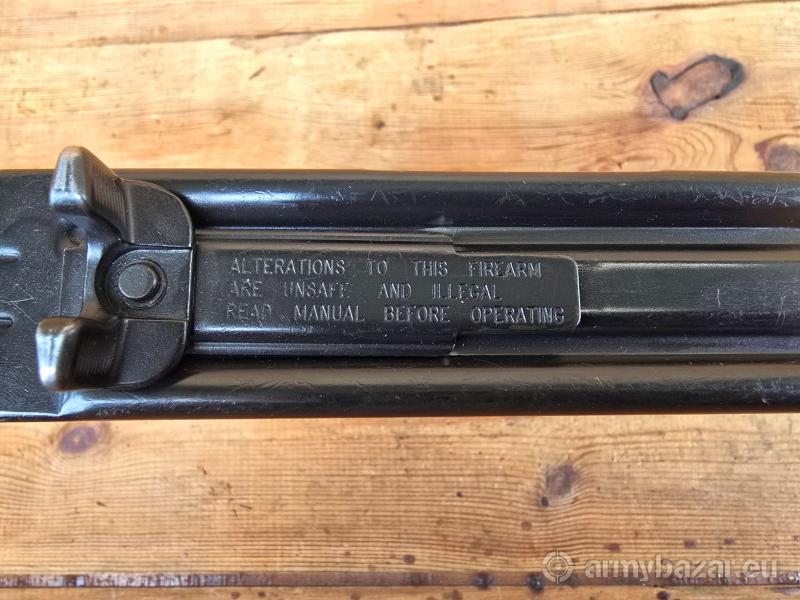 ALTERATIONS TO THIS FIREARM
ARE UNSAFE AND ILLEGAL
READ MANUAL BEFORE OPERATING
armybazar.eu